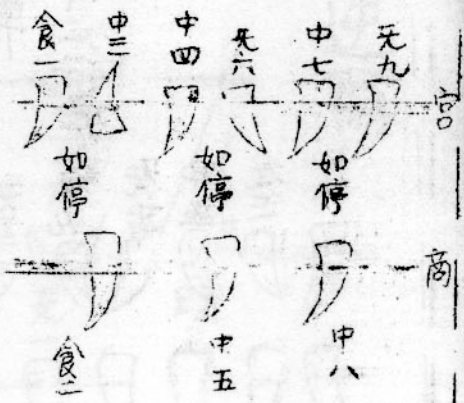 食一
中三
中四
无六
中七
无九
宮
如停
如停
如停
商
食二
中五
中八